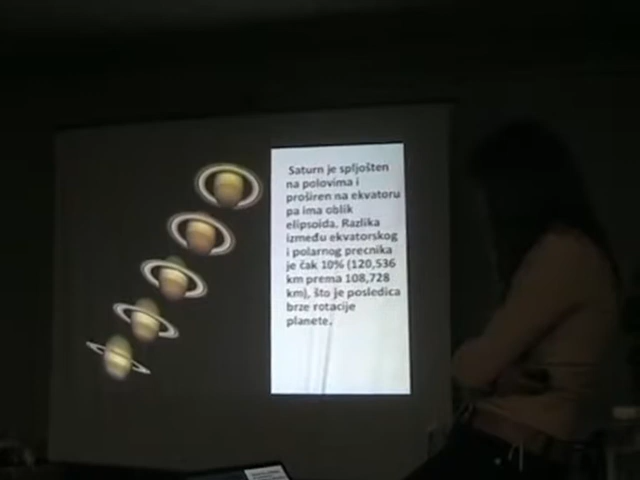 Saturn je spljošten
na polovima i
proširen na ekvatoru
pa ima oblik
elipsoida. Razlika
između ekvatorskog
i polarnog precnika
je čak 10% (120,536
km prema 108,728
km), što je posledica
brze rotacije
planete.